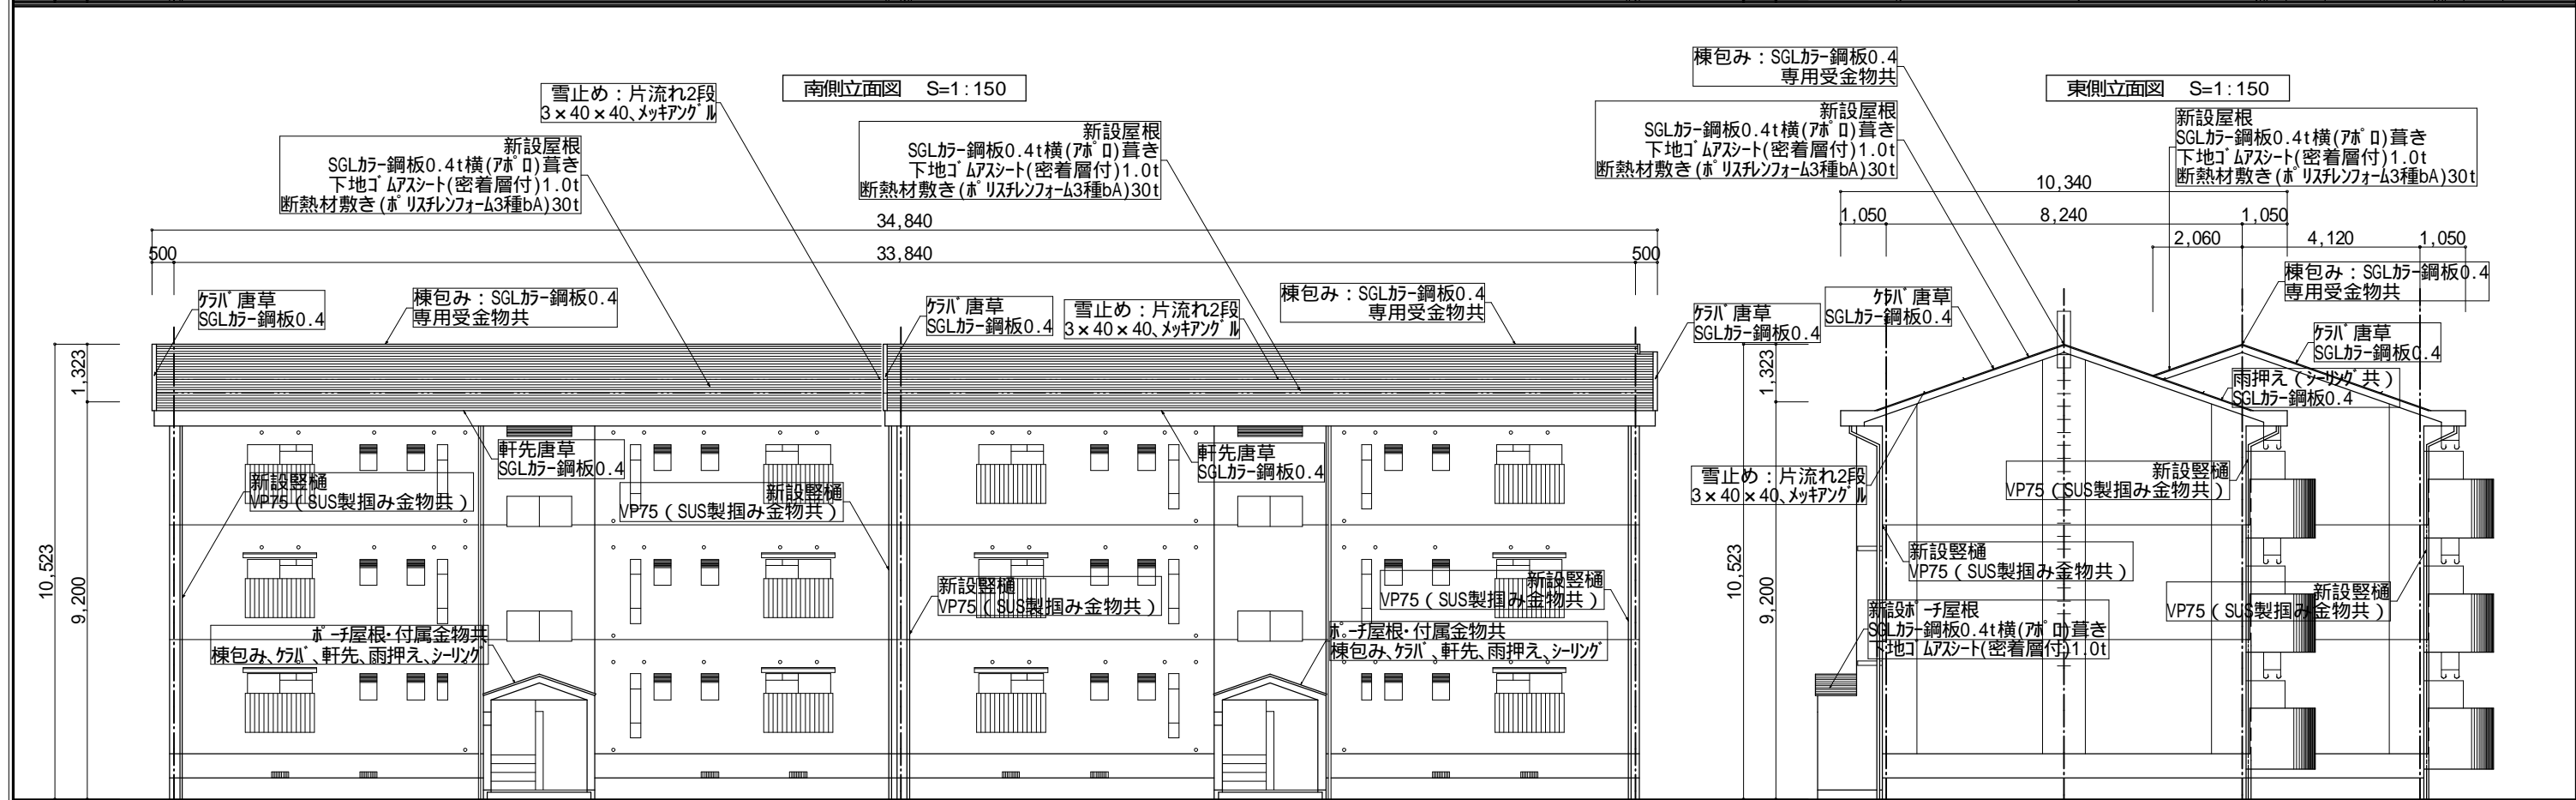 南側立面図 S=1:150
雪止め：片流れ2段
3×40×40、メッキアングル
新設屋根
SGLカラー鋼板0.4t横(アポロ)葺き
下地ゴムアスシート(密着層付)1.0t
断熱材敷き(ポリスチレンフォーム3種bA)30t
新設屋根
SGLカラー鋼板0.4t横(アポロ)葺き
下地ゴムアスシート(密着層付)1.0t
断熱材敷き(ポリスチレンフォーム3種bA)30t
34,840
500
33,840
500
ケラバ唐草
SGLカラー鋼板0.4
棟包み：SGLカラー鋼板0.4
専用受金物共
ケラバ唐草
SGLカラー鋼板0.4
雪止め：片流れ2段
3×40×40、メッキアングル
棟包み：SGLカラー鋼板0.4
専用受金物共
ケラバ唐草
SGLカラー鋼板0.4
1,323
10,523
9,200
軒先唐草
SGLカラー鋼板0.4
軒先唐草
SGLカラー鋼板0.4
新設竪樋
VP75（SUS製掴み金物共）
新設竪樋
VP75（SUS製掴み金物共）
新設竪樋
VP75（SUS製掴み金物共）
新設竪樋
VP75（SUS製掴み金物共）
ポーチ屋根・付属金物共
棟包み、ケラバ、軒先、雨押え、シーリング
ポーチ屋根・付属金物共
棟包み、ケラバ、軒先、雨押え、シーリング
東側立面図 S=1:150
棟包み：SGLカラー鋼板0.4
専用受金物共
新設屋根
SGLカラー鋼板0.4t横(アポロ)葺き
下地ゴムアスシート(密着層付)1.0t
断熱材敷き(ポリスチレンフォーム3種bA)30t
新設屋根
SGLカラー鋼板0.4t横(アポロ)葺き
下地ゴムアスシート(密着層付)1.0t
断熱材敷き(ポリスチレンフォーム3種bA)30t
10,340
1,050
8,240
1,050
2,060
4,120
1,050
ケラバ唐草
SGLカラー鋼板0.4
棟包み：SGLカラー鋼板0.4
専用受金物共
ケラバ唐草
SGLカラー鋼板0.4
雨押え（シーリング共）
SGLカラー鋼板0.4
1,323
10,523
9,200
雪止め：片流れ2段
3×40×40、メッキアングル
新設竪樋
VP75（SUS製掴み金物共）
新設竪樋
VP75（SUS製掴み金物共）
新設竪樋
VP75（SUS製掴み金物共）
新設ポーチ屋根
SGLカラー鋼板0.4t横(アポロ)葺き
下地ゴムアスシート(密着層付)1.0t